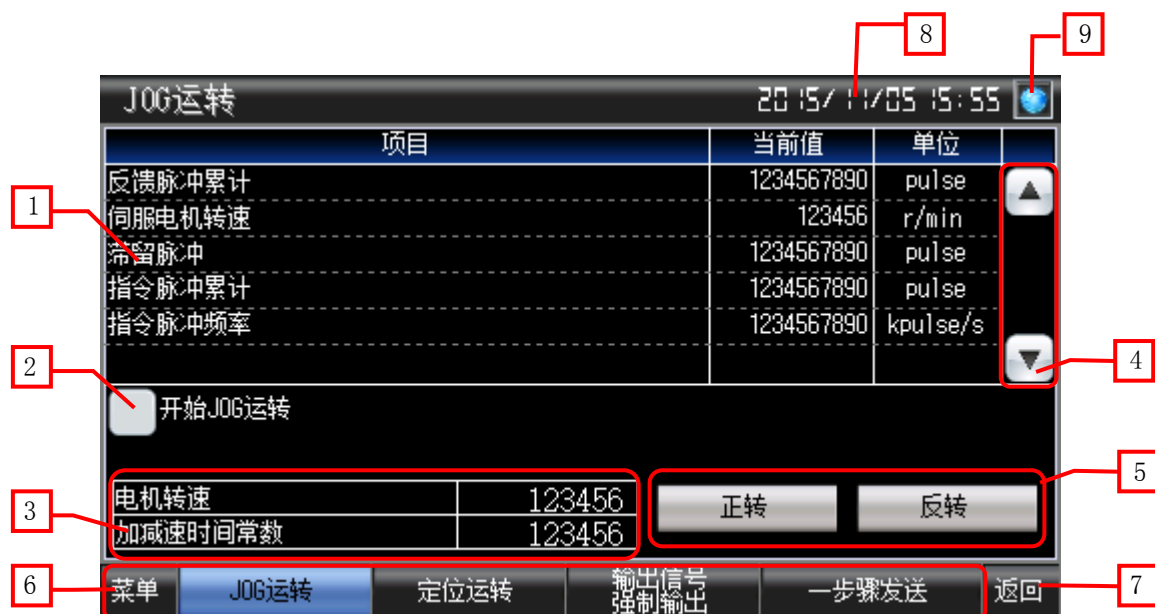 8
9
JOG运转 2015/11/05 15:55
项目 当前值 单位
反馈脉冲累计 1234567890 pulse
1
伺服电机转速 123456 r/min
滞留脉冲 1234567890 pulse
指令脉冲累计 1234567890 pulse
指令脉冲频率 1234567890 kpulse/s
2
4
开始JOG运转
5
3
电机转速 123456
加减速时间常数 123456
正转 反转
6
菜单 JOG运转 定位运转 输出信号
强制输出 一步骤发送 返回
7